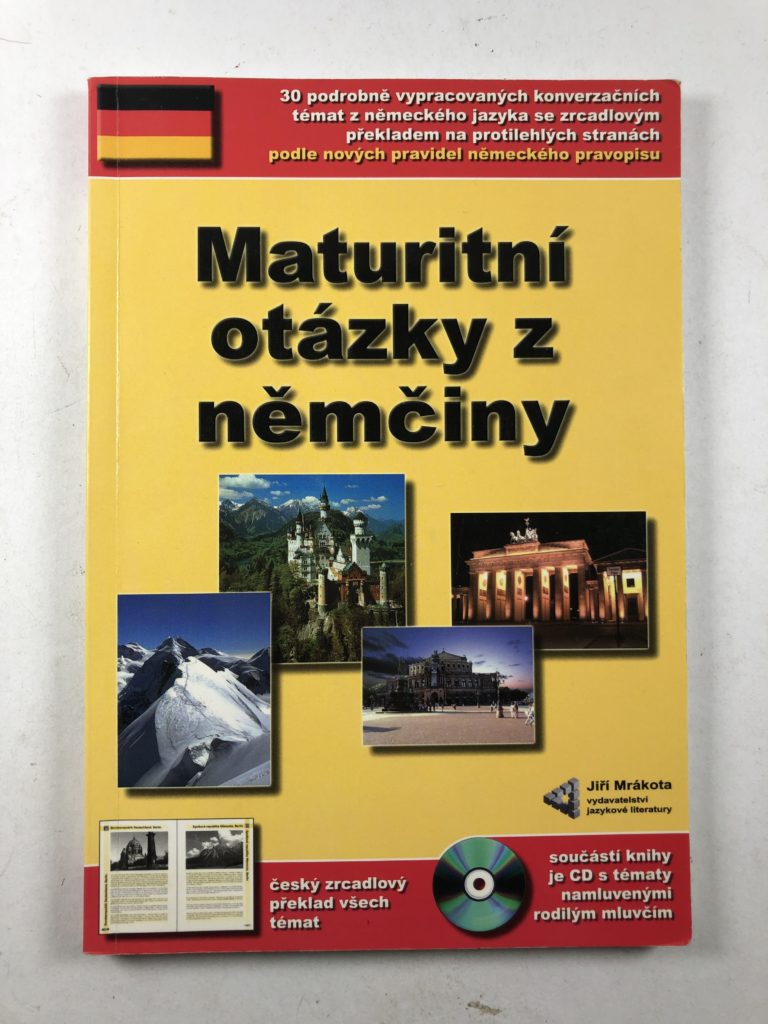 30 podrobně vypracovaných konverzačních
témat z německého jazyka se zrcadlovým
překladem na protilehlých stranách
podle nových pravidel německého pravopisu
Maturitní
otázky z
němčiny
Jiří Mrákota
vydavatelství
jazykové literatury
český zrcadlový
překlad všech
témat
součástí knihy
je CD s tématy
namluvenými
rodilým mluvčím